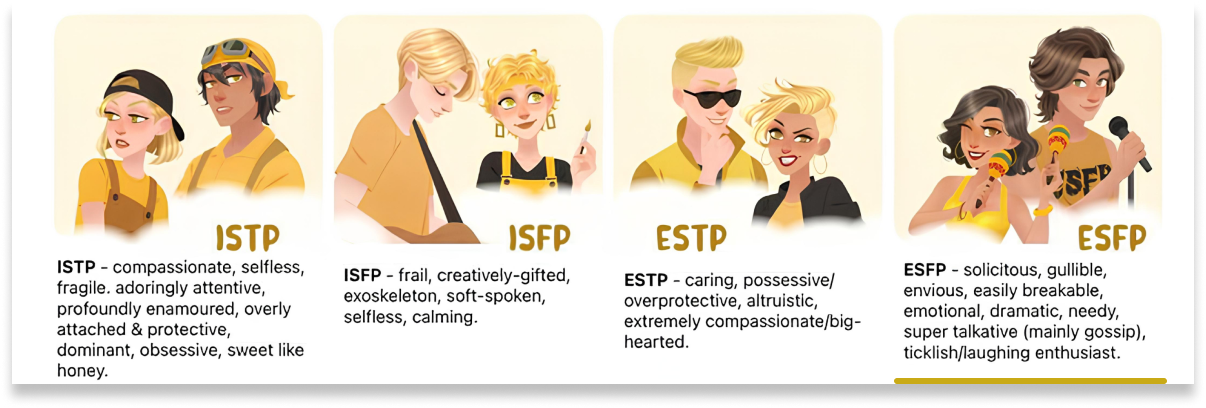 ISTP
ISTP - compassionate, selfless,
fragile. adoringly attentive,
profoundly enamoured, overly
attached & protective,
dominant, obsessive, sweet like
honey.
ISFP
ISFP - frail, creatively-gifted,
exoskeleton, soft-spoken,
selfless, calming.
ESTP
ESTP - caring, possessive/
overprotective, altruistic,
extremely compassionate/big-
hearted.
ESFP
ESFP
ESFP - solicitous, gullible,
envious, easily breakable,
emotional, dramatic, needy,
super talkative (mainly gossip),
ticklish/laughing enthusiast.